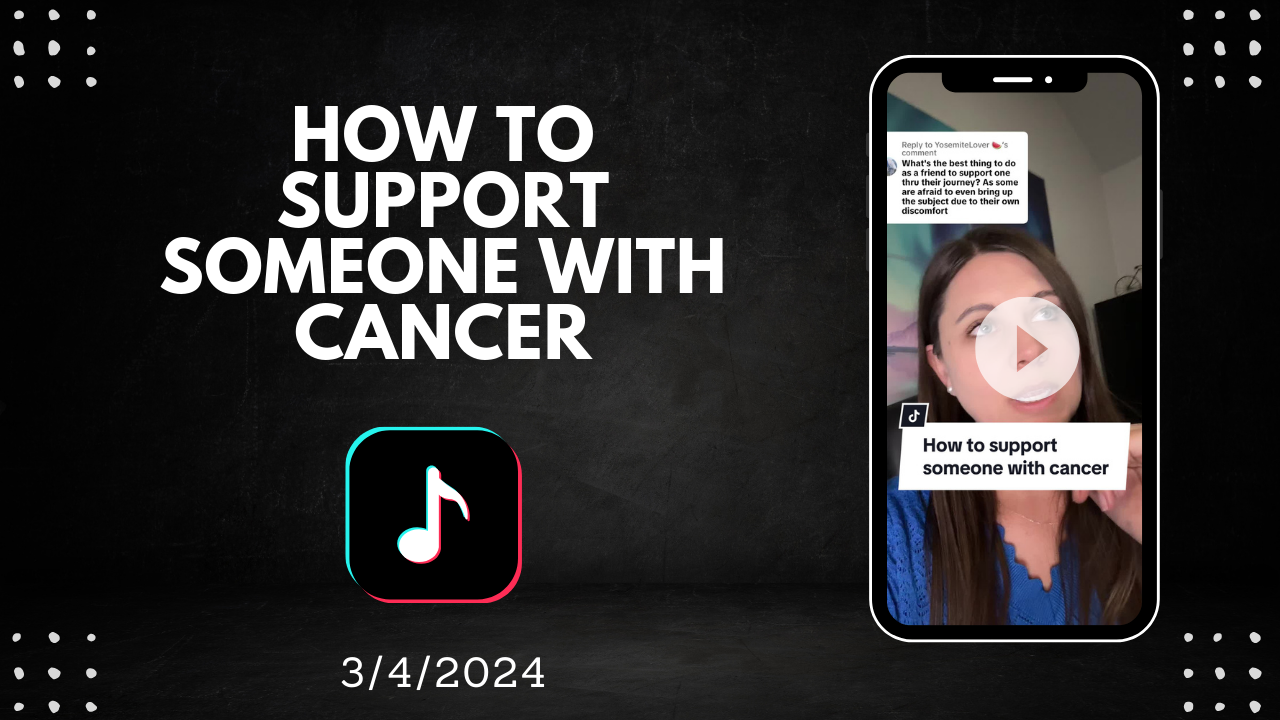 HOW TO
SUPPORT
SOMEONE WITH
CANCER
3/4/2024
Reply to YosemiteLover 🍉's
comment
What's the best thing to do
as a friend to support one
thru their journey? As some
are afraid to even bring up
the subject due to their own
discomfort
How to support
someone with cancer